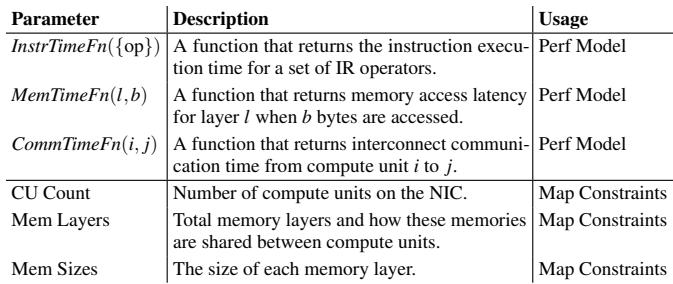 Parameter Description Usage
InstrTimeFn({op}) A function that returns the instruction execu- Perf Model
tion time for a set of IR operators.
MemTimeFn(l,b) A function that returns memory access latency Perf Model
for layer l when b bytes are accessed.
CommTimeFn(i, j) A function that returns interconnect communi- Perf Model
cation time from compute unit i to j.
CU Count Number of compute units on the NIC. Map Constraints
Mem Layers Total memory layers and how these memories Map Constraints
are shared between compute units.
Mem Sizes The size of each memory layer. Map Constraints